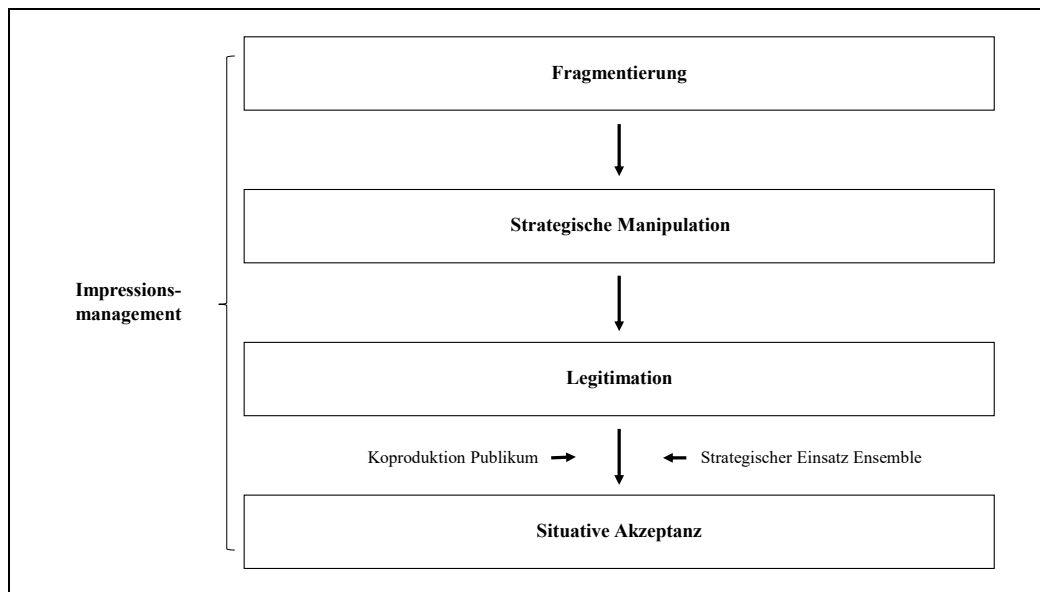 Fragmentierung
Strategische Manipulation
Impressions-
management
Legitimation
Koproduktion Publikum
Strategischer Einsatz Ensemble
Situative Akzeptanz